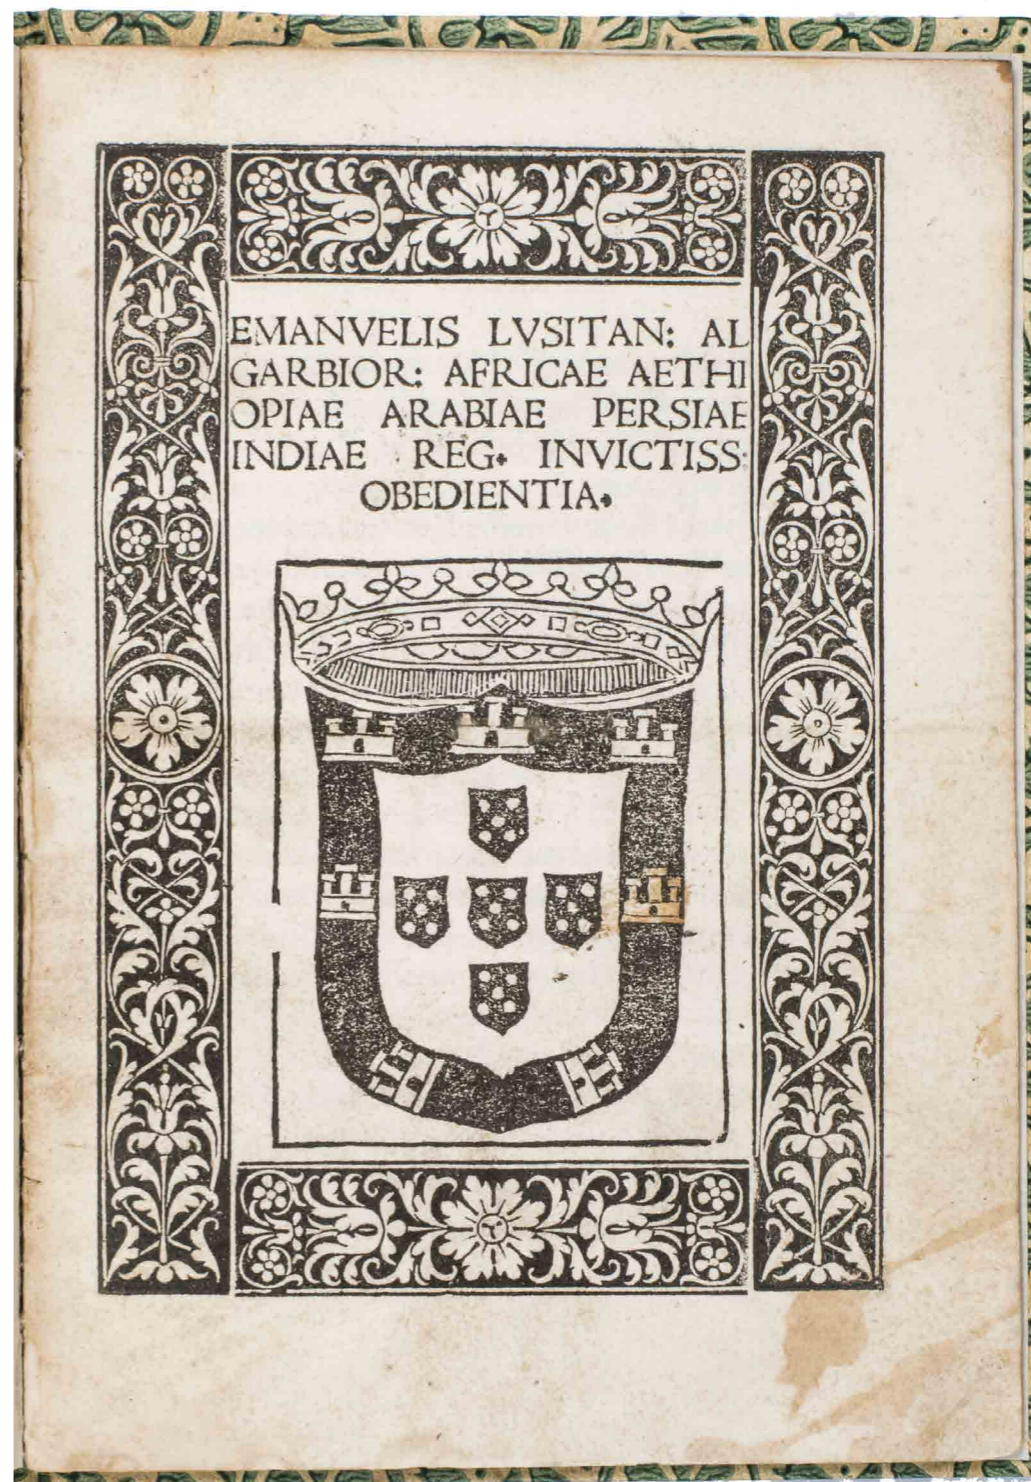 EMANVELIS LVSITAN: AL
GARBIOR: AFRICAE AETHI
OPIAE ARABIAE PERSIAE
INDIAE REG. INVICTISS:
OBEDIENTIA.